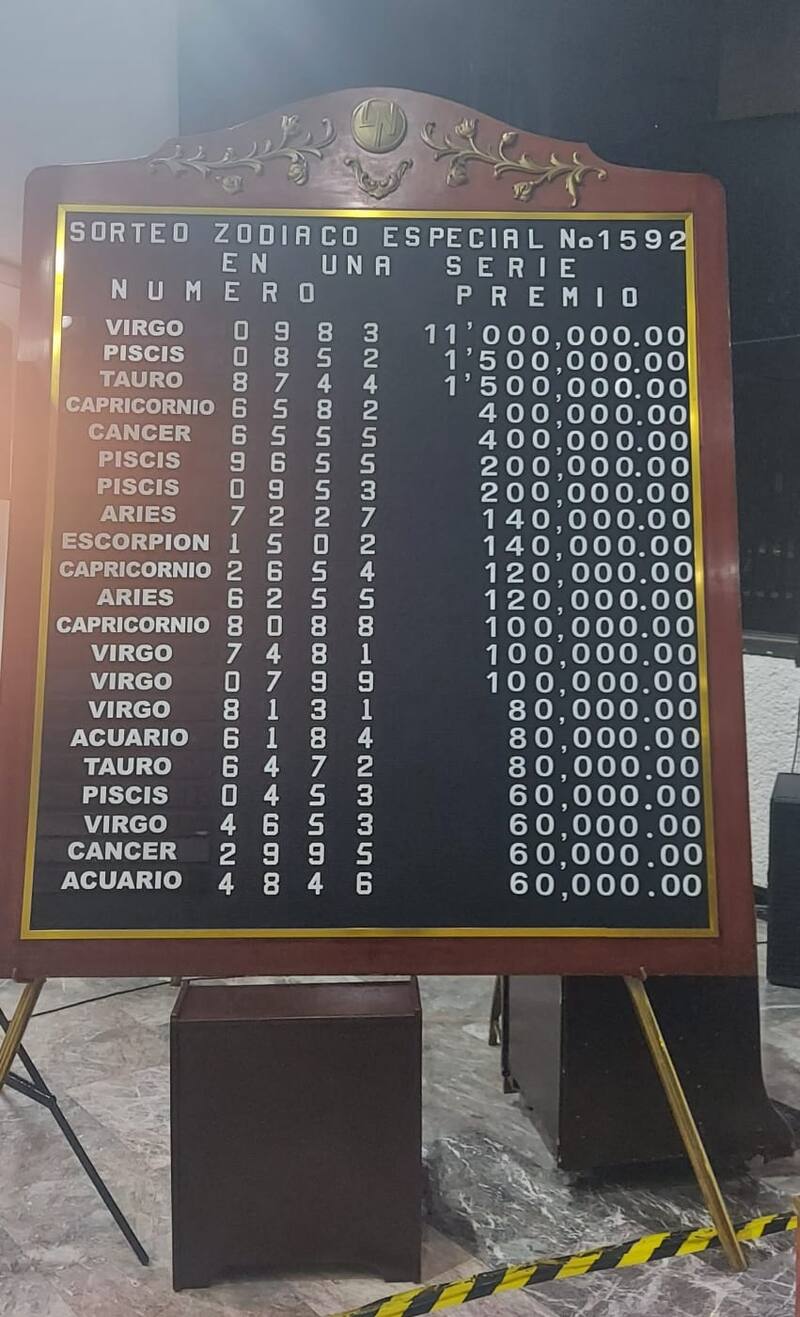 SORTEO ZODIACO ESPECIAL No1592
EN UNA SERIE
NUMERO PREMIO
VIRGO 0983 11'000,000.00
PISCIS 0852 1'500,000.00
TAURO 8744 1'500,000.00
CAPRICORNIO 6582 400,000.00
CANCER 6555 400,000.00
PISCIS 9655 200,000.00
PISCIS 0953 200,000.00
ARIES 7227 140,000.00
ESCORPION 1502 140,000.00
CAPRICORNIO 2654 120,000.00
ARIES 6255 120,000.00
CAPRICORNIO 8088 100,000.00
VIRGO 7481 100,000.00
VIRGO 0799 100,000.00
VIRGO 8131 80,000.00
ACUARIO 6184 80,000.00
TAURO 6472 80,000.00
PISCIS 0453 60,000.00
VIRGO 4653 60,000.00
CANCER 2995 60,000.00
ACUARIO 4846 60,000.00